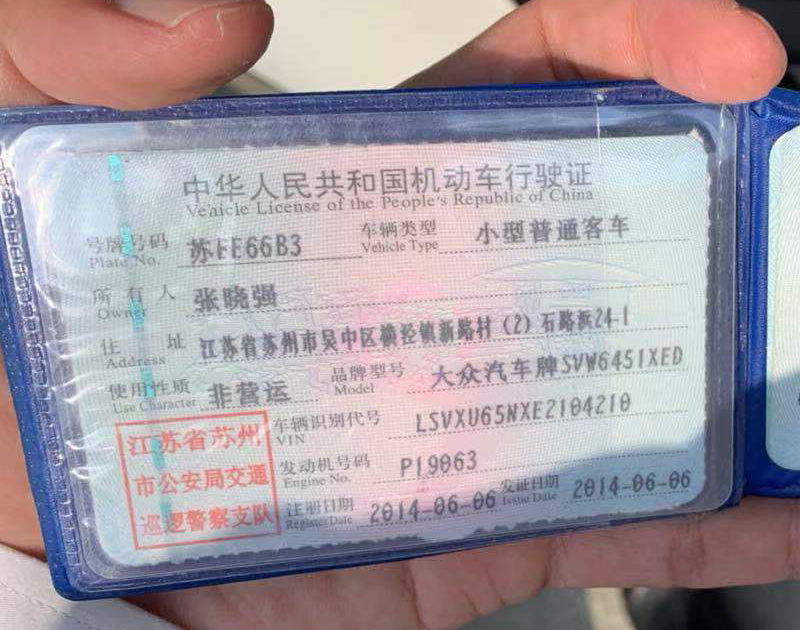 中华人民共和国机动车行驶证
Vehicle License of the People's Republic of China
号牌号码 苏FE66B3 车辆类型 小型普通客车
Plate No. Vehicle Type
所有人 张晓强
Owner
住址 江苏省苏州市吴中区横泾镇新路村(2)石路浜24-1
Address
使用性质 非营运 品牌型号 大众汽车牌SVW6451XED
Use Character Model
江苏省苏州 车辆识别代号 LSVXU65NXE2104210
VIN
市公安局交通 发动机号码 P19063
Engine No.
巡逻警察支队 注册日期 2014-06-06 发证日期 2014-06-06
Register Date Issue Date